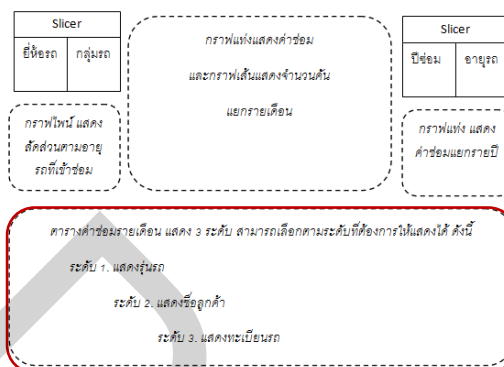 Slicer
ยี่ห้อรถ กลุ่มรถ
กราฟแท่งแสดงค่าซ่อม
และกราฟเส้นแสดงจำนวนคัน
แยกรายเดือน
Slicer
ปีซ่อม อายุรถ
กราฟไพน์ แสดง
สัดส่วนตามอายุ
รถที่เข้าซ่อม
กราฟแท่ง แสดง
ค่าซ่อมแยกรายปี
ตารางค่าซ่อมรายเดือน แสดง 3 ระดับ สามารถเลือกตามระดับที่ต้องการให้แสดงได้ ดังนี้
ระดับ 1. แสดงรุ่นรถ
ระดับ 2. แสดงชื่อลูกค้า
ระดับ 3. แสดงทะเบียนรถ